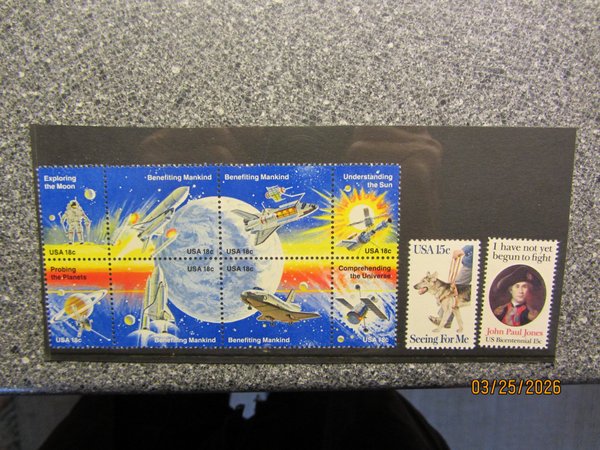 Exploring
the Moon
USA 18c
Benefiting Mankind
USA 18c
Benefiting Mankind
USA 18c
Understanding
the Sun
USA 18c
Probing
the Planets
USA 18c
USA 18c
Benefiting Mankind
USA 18c
Benefiting Mankind
Comprehending
the Universe
USA 18c
USA 15c
Seeing For Me
I have not yet
begun to fight
John Paul Jones
US Bicentennial 15c
03/25/2026